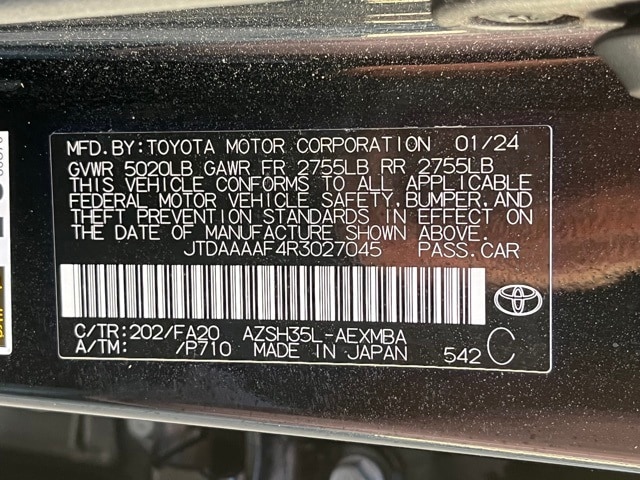 MFD.BY:TOYOTA MOTOR CORPORATION 01/24
GVWR 5020LB GAWR FR 2755LB RR 2755LB
THIS VEHICLE CONFORMS TO ALL APPLICABLE
FEDERAL MOTOR VEHICLE SAFETY,BUMPER,AND
THEFT PREVENTION STANDARDS IN EFFECT ON
THE DATE OF MANUFACTURE SHOWN ABOVE.
JTDAAAAF4R3027045 PASS.CAR
C/TR:202/FA20 AZSH35L-AEXMBA
A/TM: /P710 MADE IN JAPAN 542 C